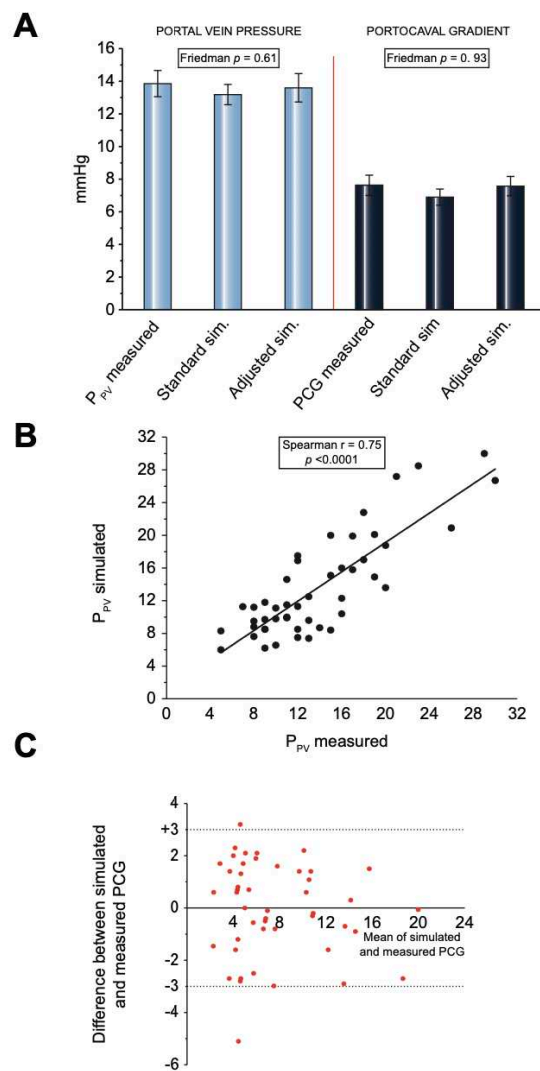 A
PORTAL VEIN PRESSURE
PORTOCAVAL GRADIENT
Friedman p = 0.61
Friedman p = 0. 93
16
14
12
10
8
6
4
2
0
mmHg
P PV measured
Standard sim.
Adjusted sim.
PCG measured
Standard sim
Adjusted sim.
B
Spearman r = 0.75
p <0.0001
32
28
24
20
16
12
8
4
0
PPV simulated
0 4 8 12 16 20 24 28 32
PPV measured
C
4
+3
2
0
-2
-3
-4
-6
4 8 12 16 20 24
Mean of simulated
and measured PCG
Difference between simulated
and measured PCG